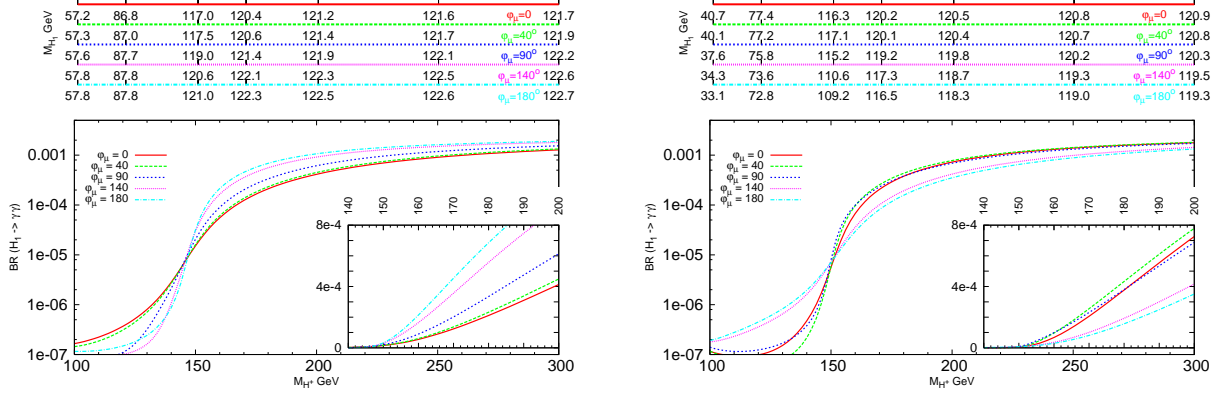 57.2 86.8 117.0 120.4 121.2 121.6 121.7
φμ=0
57.3 87.0 117.5 120.6 121.4 121.7 121.9
φμ=40°
57.6 87.7 119.0 121.4 121.9 122.1 122.2
φμ=90°
57.8 87.8 120.6 122.1 122.3 122.5 122.6
φμ=140°
57.8 87.8 121.0 122.3 122.5 122.6 122.7
φμ=180°
M_H1 GeV
BR (H1 -> γγ)
0.001
1e-04
1e-05
1e-06
1e-07
φμ = 0
φμ = 40
φμ = 90
φμ = 140
φμ = 180
140 150 160 170 180 190 200
8e-4
4e-4
0
100 150 200 250 300
M_H+ GeV
40.7 77.4 116.3 120.2 120.5 120.8 120.9
φμ=0
40.1 77.2 117.1 120.1 120.4 120.7 120.8
φμ=40°
37.6 75.8 115.2 119.2 119.8 120.2 120.3
φμ=90°
34.3 73.6 110.6 117.3 118.7 119.3 119.5
φμ=140°
33.1 72.8 109.2 116.5 118.3 119.0 119.3
φμ=180°
M_H1 GeV
BR (H1 -> γγ)
0.001
1e-04
1e-05
1e-06
1e-07
φμ = 0
φμ = 40
φμ = 90
φμ = 140
φμ = 180
140 150 160 170 180 190 200
8e-4
4e-4
0
100 150 200 250 300
M_H+ GeV